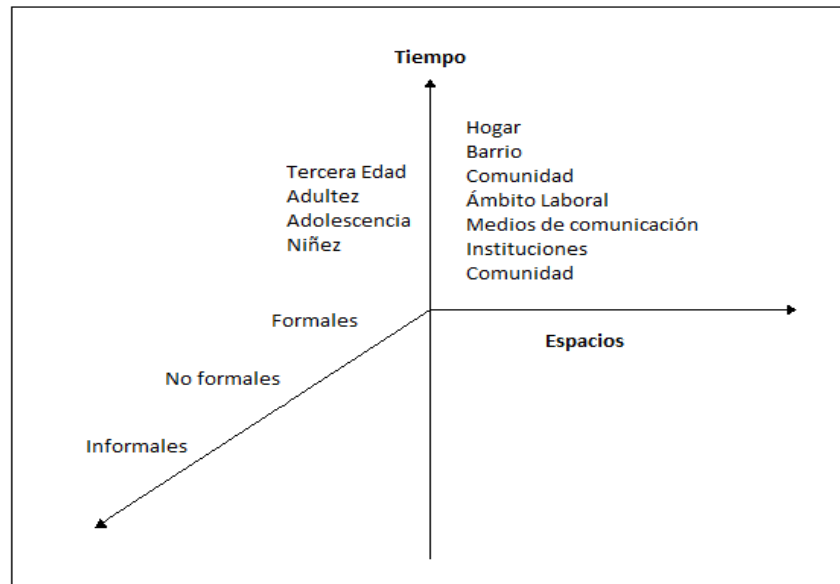 Tiempo
Hogar
Barrio
Tercera Edad
Comunidad
Adultez
Ámbito Laboral
Adolescencia
Medios de comunicación
Niñez
Instituciones
Comunidad
Formales
Espacios
No formales
Informales